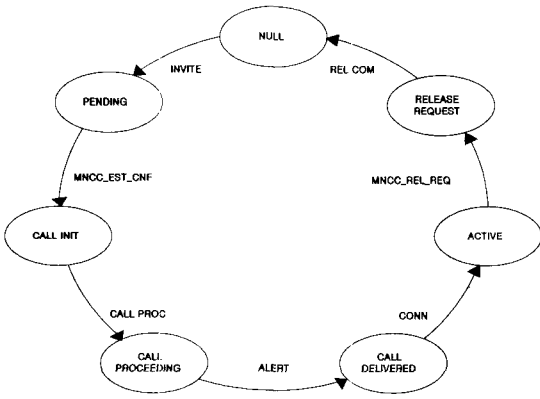 NULL
INVITE
REL COM
PENDING
RELEASE
REQUEST
MNCC_EST_CNF
MNCC_REL_REQ
CALL INIT
ACTIVE
CALL PROC
CONN
CALL
PROCEEDING
ALERT
CALL
DELIVERED